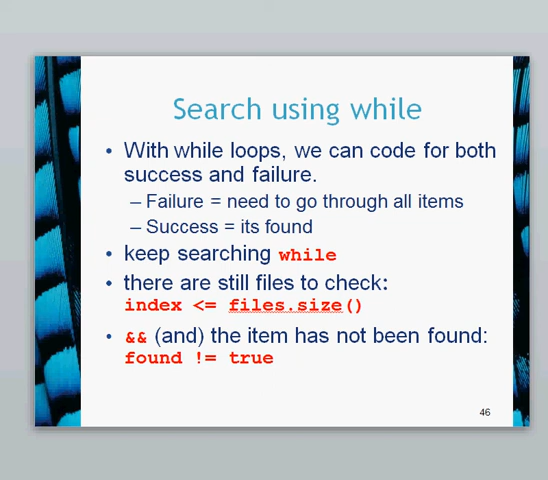 Search using while
• With while loops, we can code for both
success and failure.
– Failure = need to go through all items
– Success = its found
• keep searching while
• there are still files to check:
index <= files.size()
• && (and) the item has not been found:
found != true
46